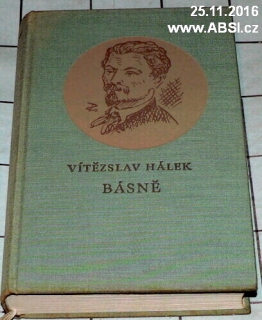 25.11.2016
www.ABSI.cz
VÍTĚZSLAV HÁLEK
BÁSNĚ